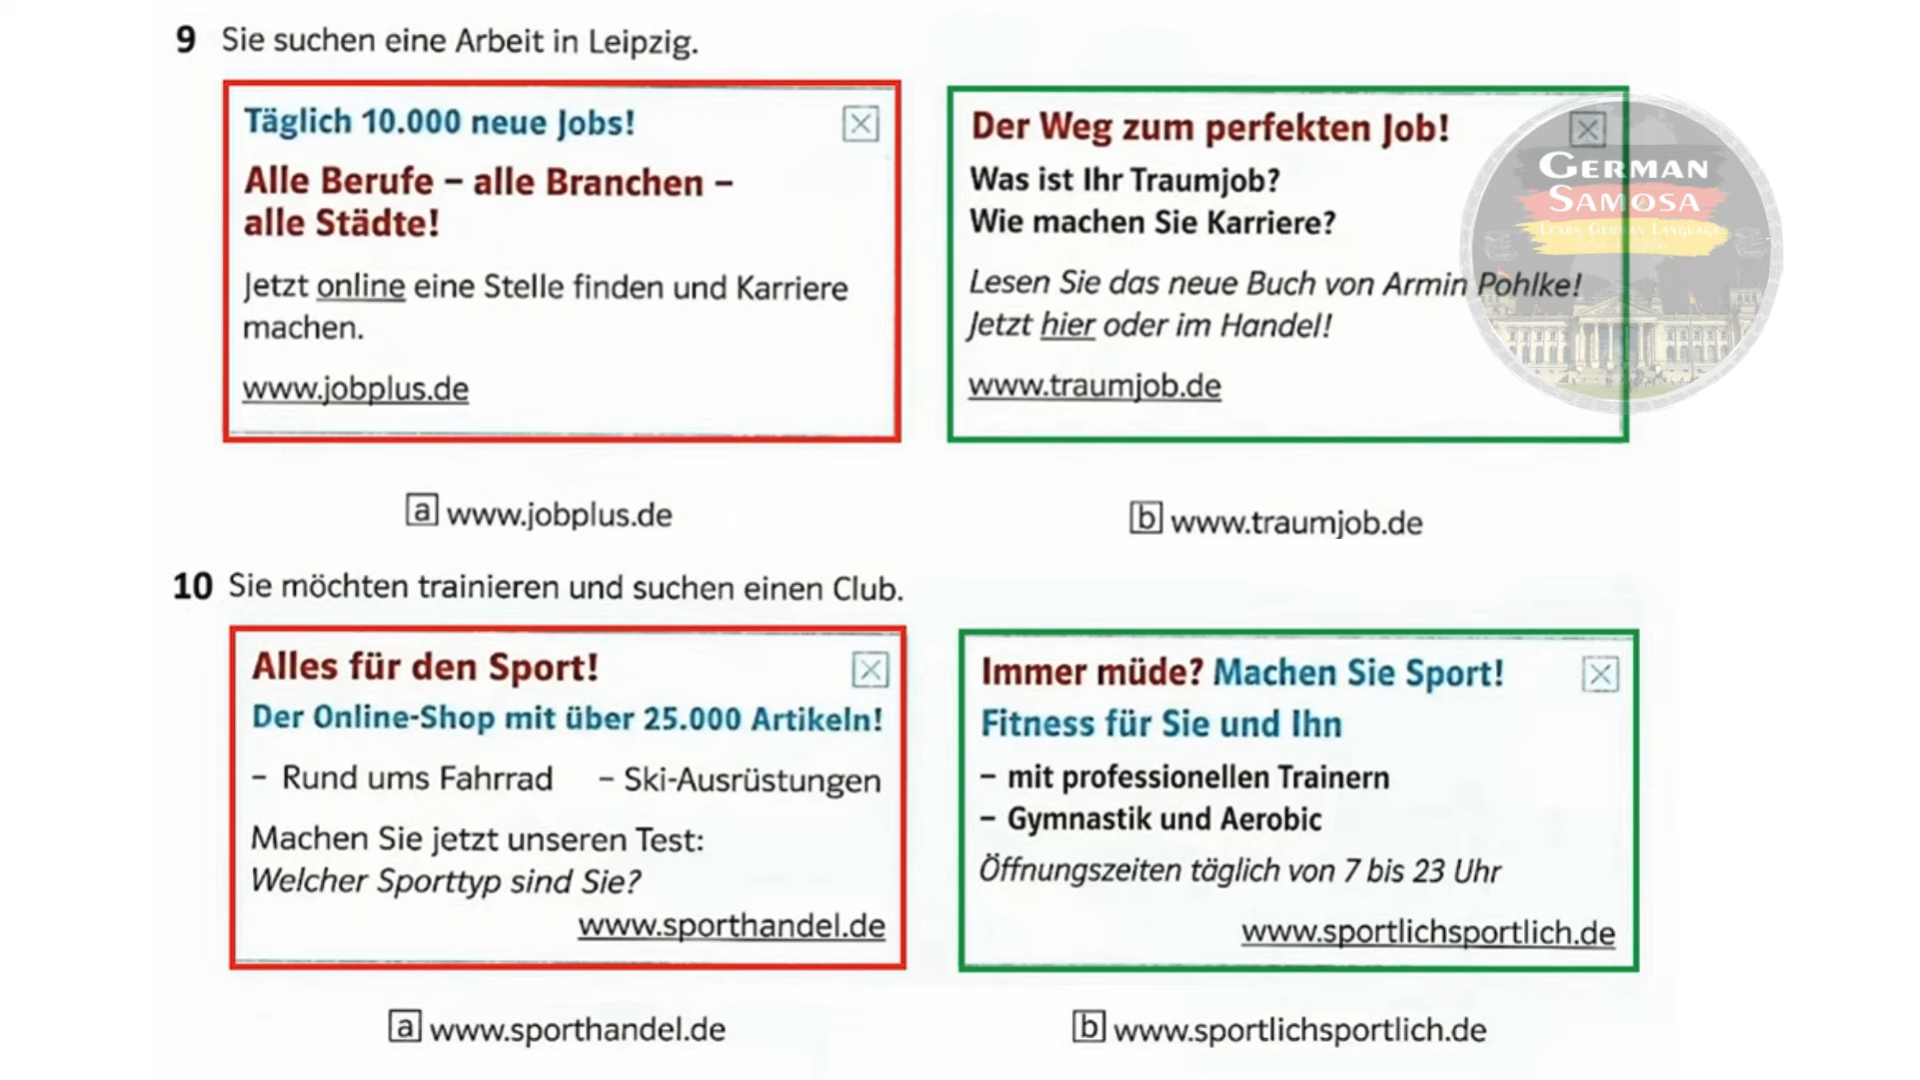 9 Sie suchen eine Arbeit in Leipzig.
Täglich 10.000 neue Jobs!
Alle Berufe – alle Branchen –
alle Städte!
Jetzt online eine Stelle finden und Karriere
machen.
www.jobplus.de
a www.jobplus.de
Der Weg zum perfekten Job!
Was ist Ihr Traumjob?
Wie machen Sie Karriere?
Lesen Sie das neue Buch von Armin Pohlke!
Jetzt hier oder im Handel!
www.traumjob.de
b www.traumjob.de
GERMAN
SAMOSA
LEARN GERMAN LANGUAGE
10 Sie möchten trainieren und suchen einen Club.
Alles für den Sport!
Der Online-Shop mit über 25.000 Artikeln!
– Rund ums Fahrrad – Ski-Ausrüstungen
Machen Sie jetzt unseren Test:
Welcher Sporttyp sind Sie?
www.sporthandel.de
a www.sporthandel.de
Immer müde? Machen Sie Sport!
Fitness für Sie und Ihn
– mit professionellen Trainern
– Gymnastik und Aerobic
Öffnungszeiten täglich von 7 bis 23 Uhr
www.sportlichsportlich.de
b www.sportlichsportlich.de